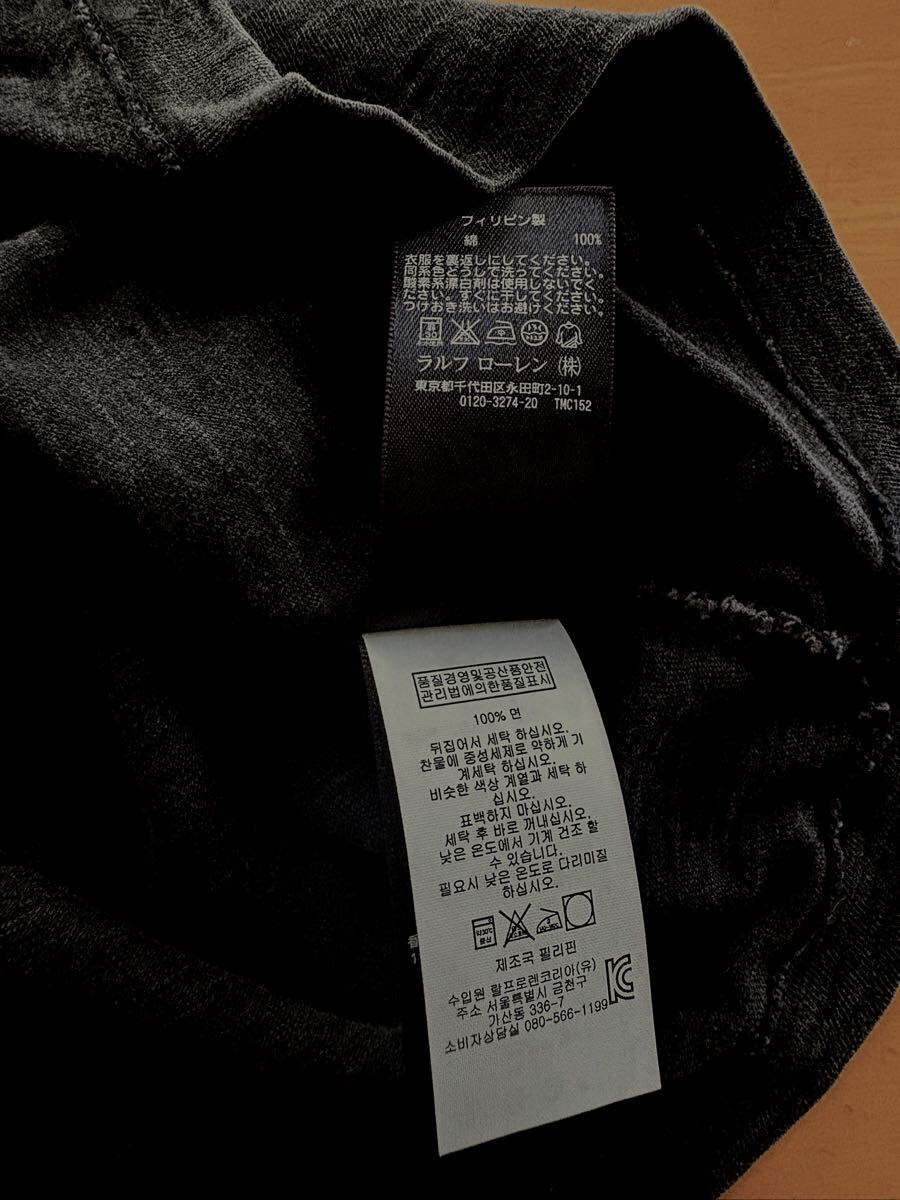 フィリピン製
綿 100%
衣服を裏返しにしてください。
同系色どうしで洗ってください。
酸素系漂白剤は使用しないでく
ださい。すぐに干してください。
つけおき洗いはお避けください。
中
ラルフ ローレン (株)
東京都千代田区永田町2-10-1
0120-3274-20 TMC152
품질경영및공산품안전
관리법에의한품질표시
100% 면
뒤집어서 세탁 하십시오.
찬물에 중성세제로 약하게 기
계세탁 하십시오.
비슷한 색상 계열과 세탁 하
십시오.
표백하지 마십시오.
세탁 후 바로 꺼내십시오.
낮은 온도에서 기계 건조 할
수 있습니다.
필요시 낮은 온도로 다리미질
하십시오.
약30℃
중성
제조국 필리핀
수입원 랄프로렌코리아(유)
주소 서울특별시 금천구
가산동 336-7
소비자상담실 080-566-1199